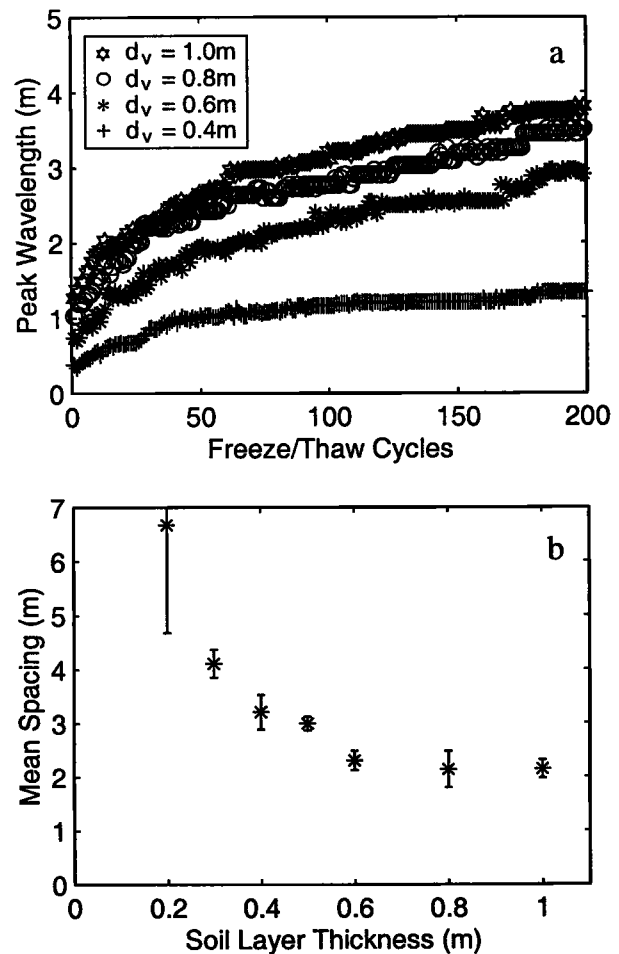 a
5
4
3
2
1
0
Peak Wavelength (m)
d_v = 1.0m
d_v = 0.8m
d_v = 0.6m
d_v = 0.4m
0 50 100 150 200
Freeze/Thaw Cycles
b
7
6
5
4
3
2
1
0
Mean Spacing (m)
0 0.2 0.4 0.6 0.8 1
Soil Layer Thickness (m)